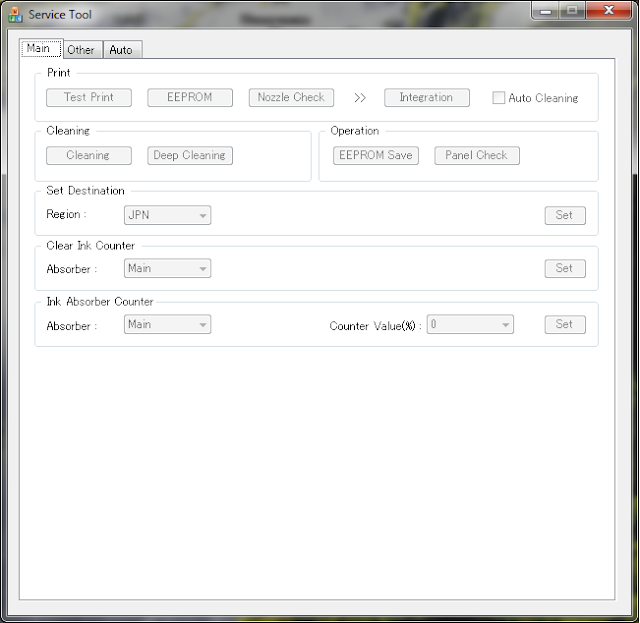 Service Tool
Main Other Auto
Print
Test Print EEPROM Nozzle Check >> Integration Auto Cleaning
Cleaning Operation
Cleaning Deep Cleaning EEPROM Save Panel Check
Set Destination
Region : JPN Set
Clear Ink Counter
Absorber : Main Set
Ink Absorber Counter
Absorber : Main Counter Value(%) : 0 Set